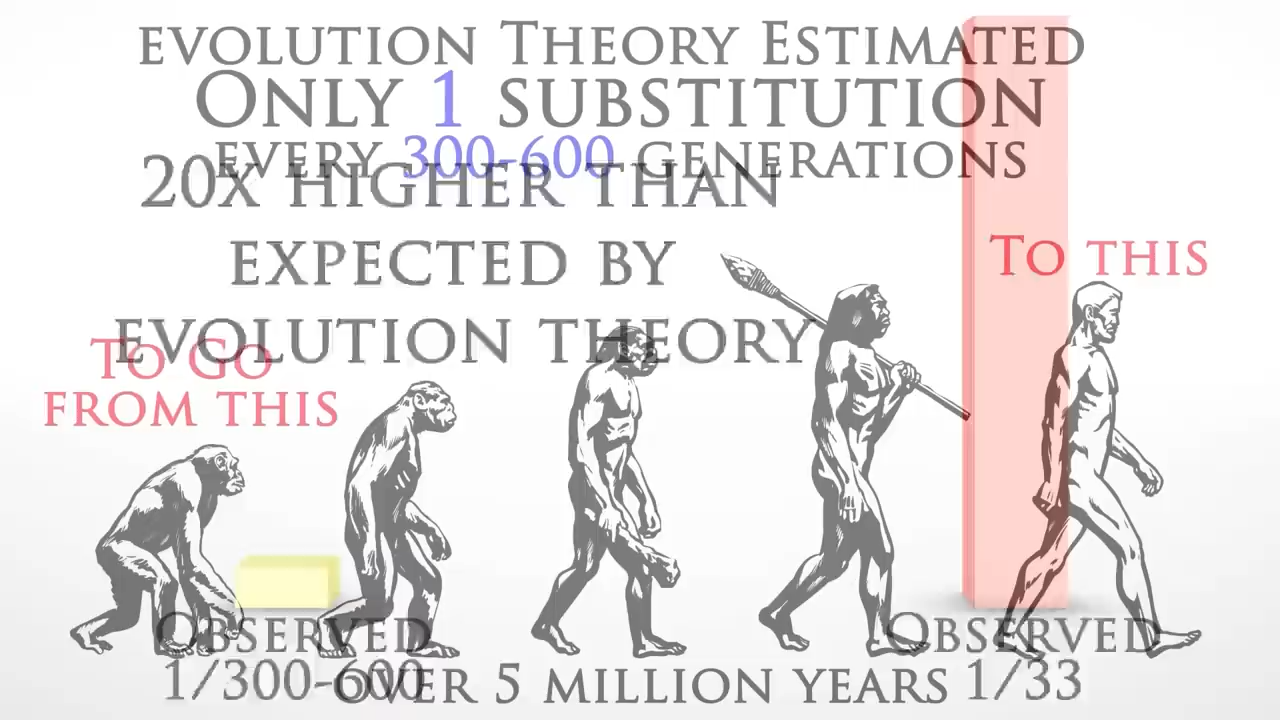 EVOLUTION THEORY ESTIMATED
ONLY 1 SUBSTITUTION
EVERY 300-600 GENERATIONS
20X HIGHER THAN
EXPECTED BY
EVOLUTION THEORY
TO THIS
TO GO
FROM THIS
OBSERVED
1/300-600
OBSERVED
1/33
OVER 5 MILLION YEARS